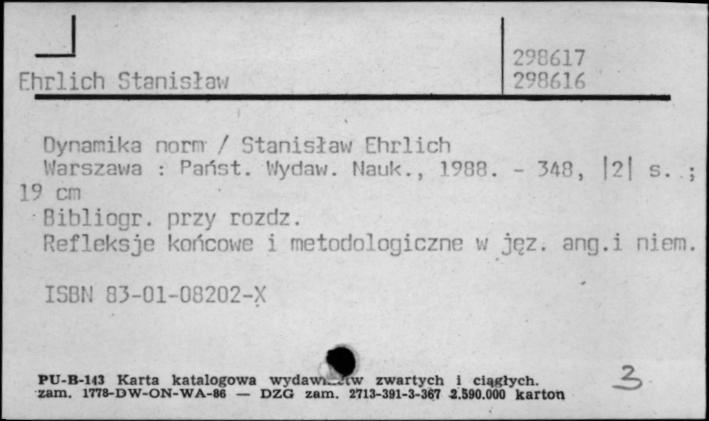 298617
Ehrlich Stanisław 298616
Dynamika norm / Stanisław Ehrlich
Warszawa : Państ. Wydaw. Nauk., 1988. - 348, |2| s. ;
19 cm
Bibliogr. przy rozdz.
Refleksje końcowe i metodologiczne w jęz. ang.i niem.
ISBN 83-01-08202-X
PU-B-143 Karta katalogowa zwartych i ciągłych.
zam. 1778-DW-ON-WA-86 — DZG zam. 2713-391-3-367 2.590.000 karton
3